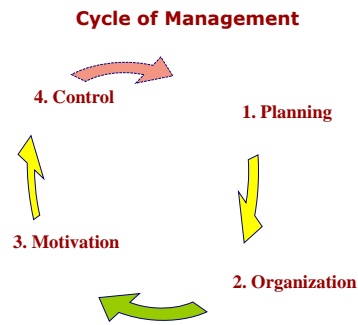 Cycle of Management
4. Control
1. Planning
3. Motivation
2. Organization